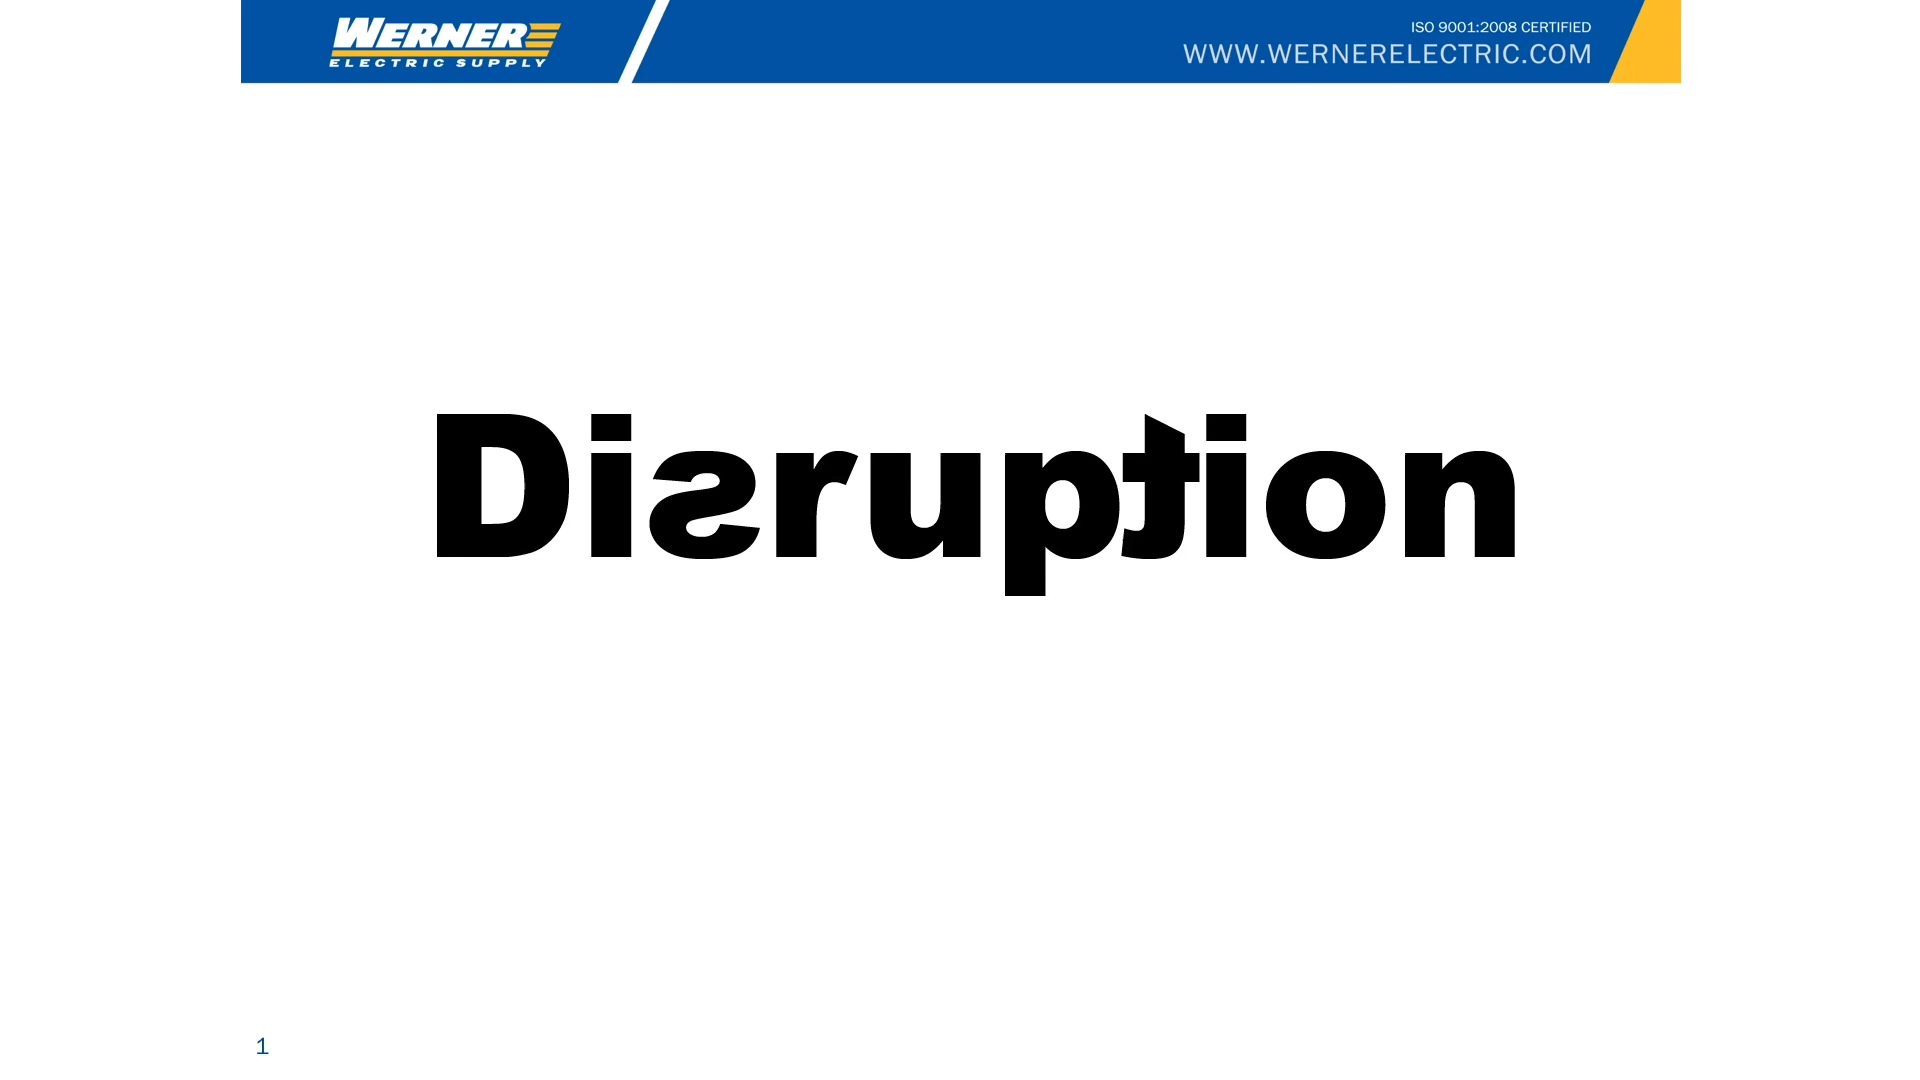 WERNER
ELECTRIC SUPPLY
ISO 9001:2008 CERTIFIED
WWW.WERNERELECTRIC.COM
Disruption
1